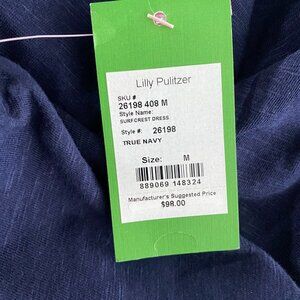 Lilly Pulitzer
SKU #
26198 408 M
Style Name:
SURFCREST DRESS
Style #: 26198
TRUE NAVY
Size: M
889069 148324
Manufacturer's Suggested Price
$98.00